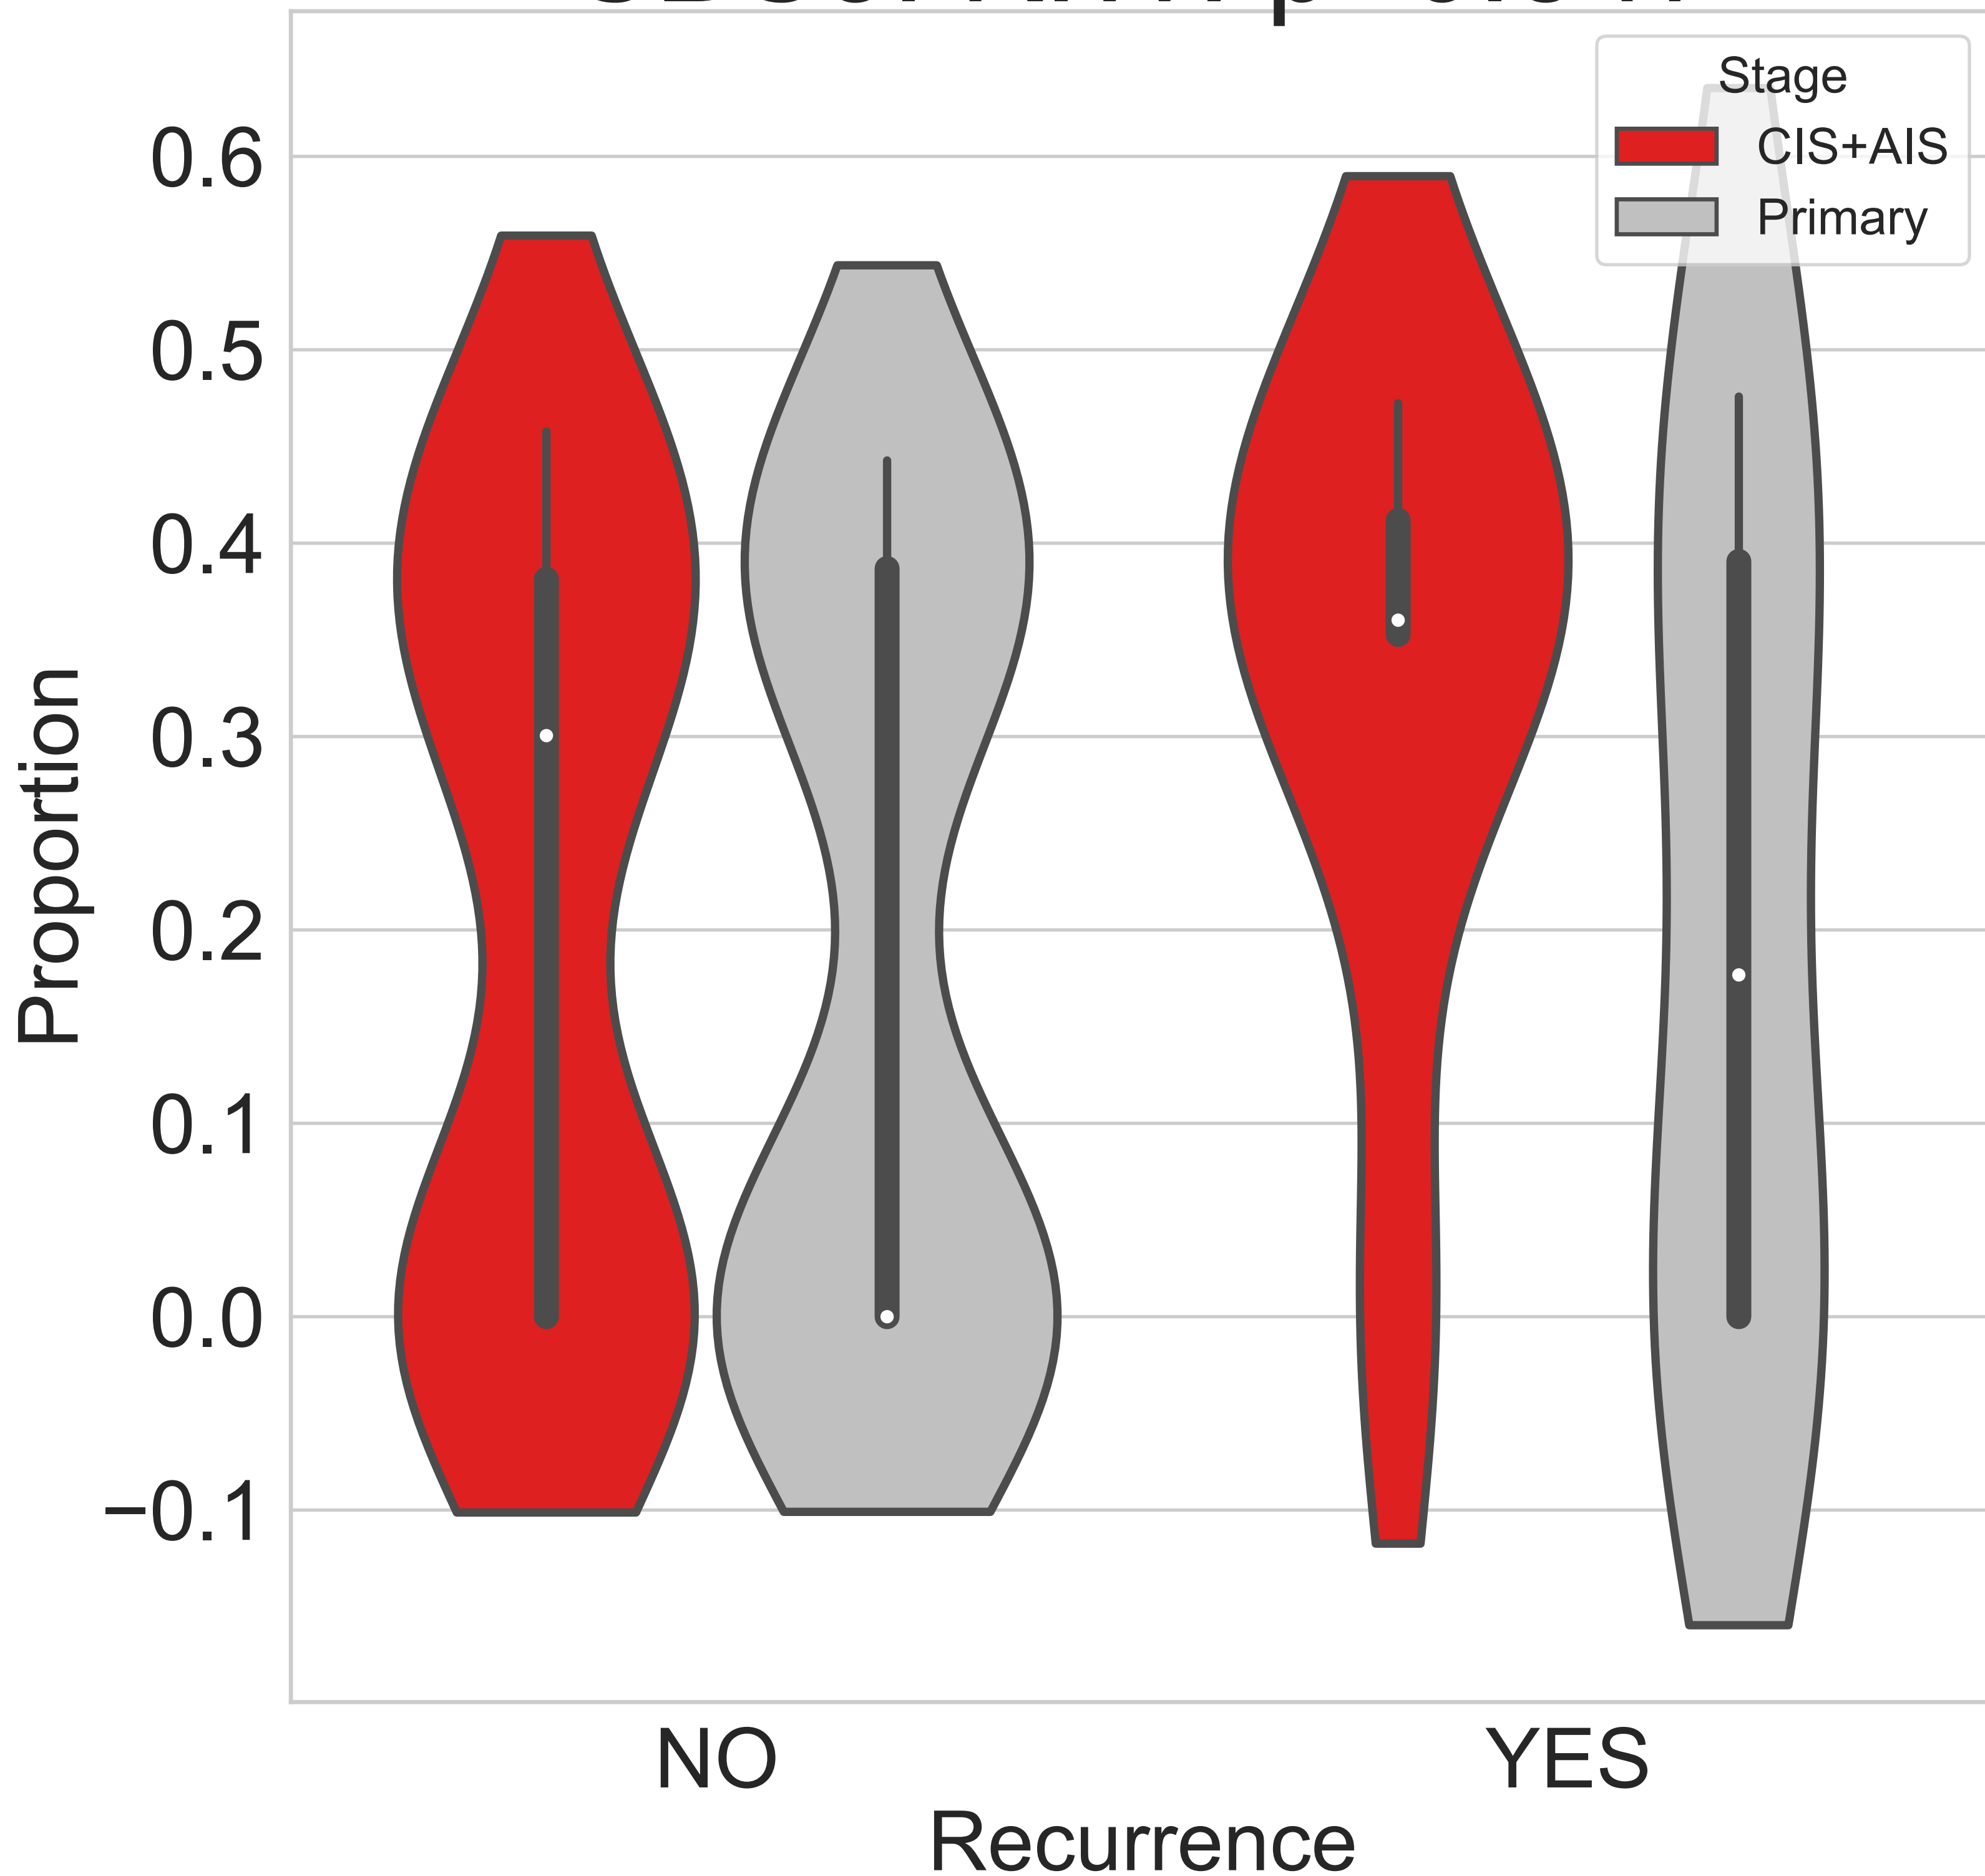 Stage
CIS+AIS
Primary
0.6
0.5
0.4
0.3
0.2
0.1
0.0
−0.1
Proportion
NO YES
Recurrence